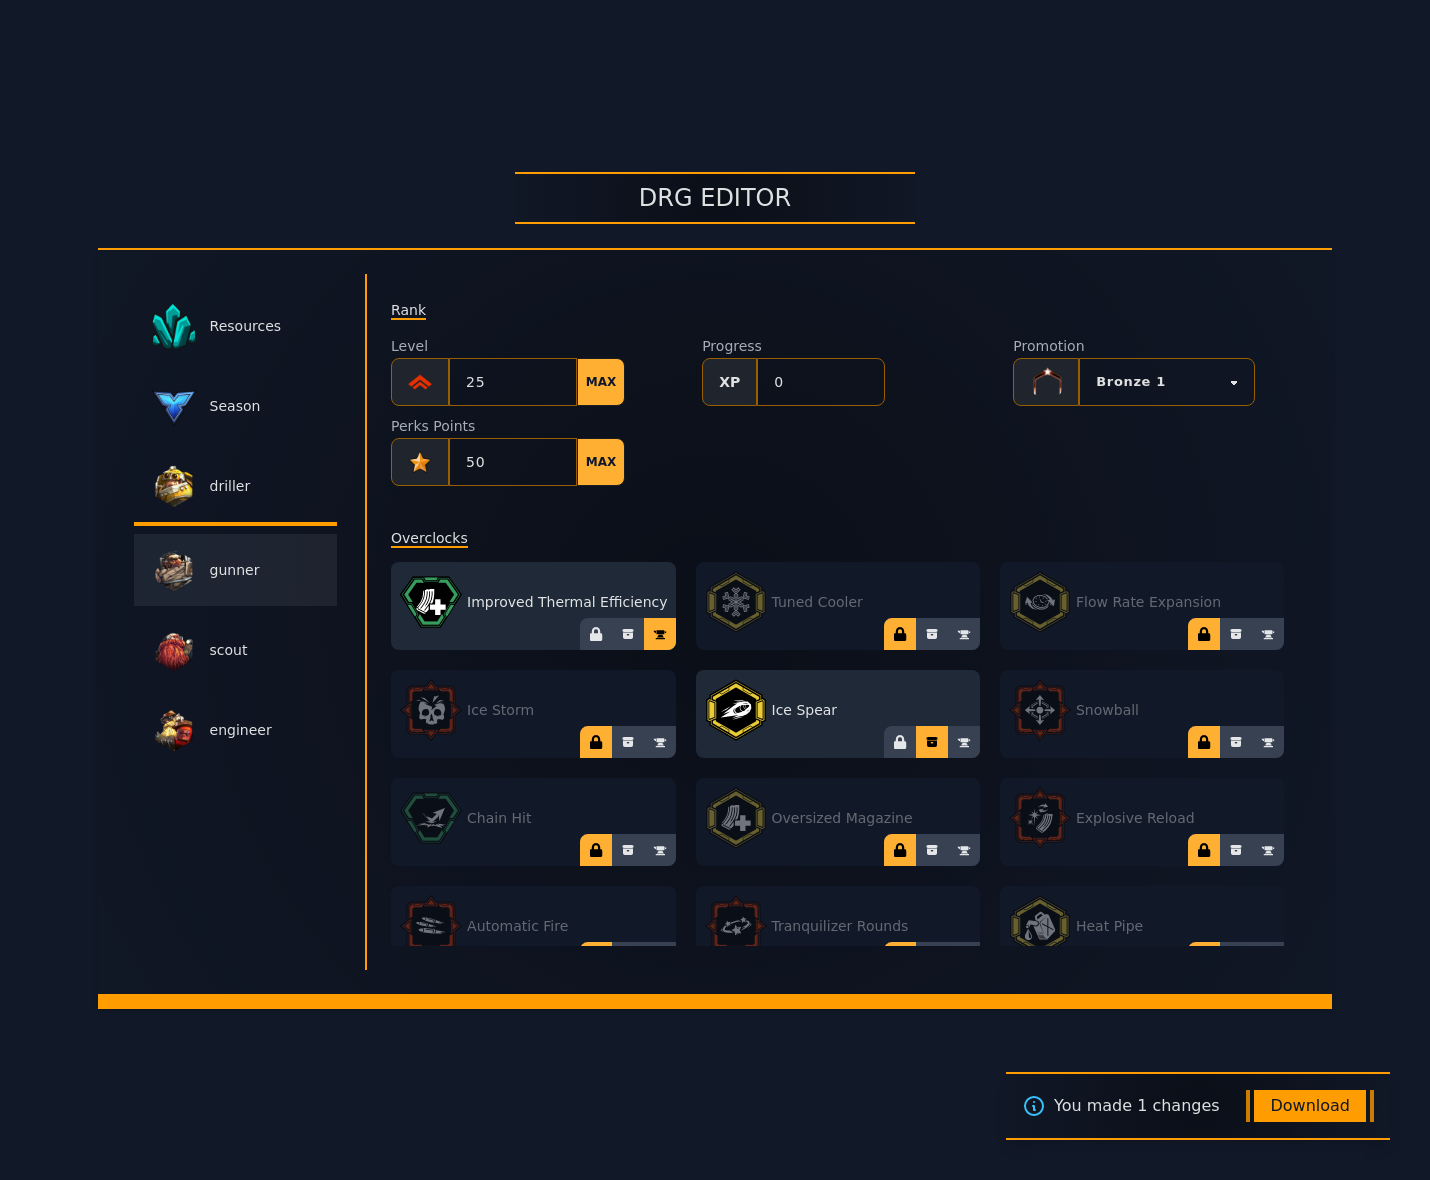 DRG EDITOR
Resources
Season
driller
gunner
scout
engineer
Rank
Level
25
MAX
Progress
XP
0
Promotion
Bronze 1
Perks Points
50
MAX
Overclocks
Improved Thermal Efficiency
Tuned Cooler
Flow Rate Expansion
Ice Storm
Ice Spear
Snowball
Chain Hit
Oversized Magazine
Explosive Reload
Automatic Fire
Tranquilizer Rounds
Heat Pipe
You made 1 changes
Download